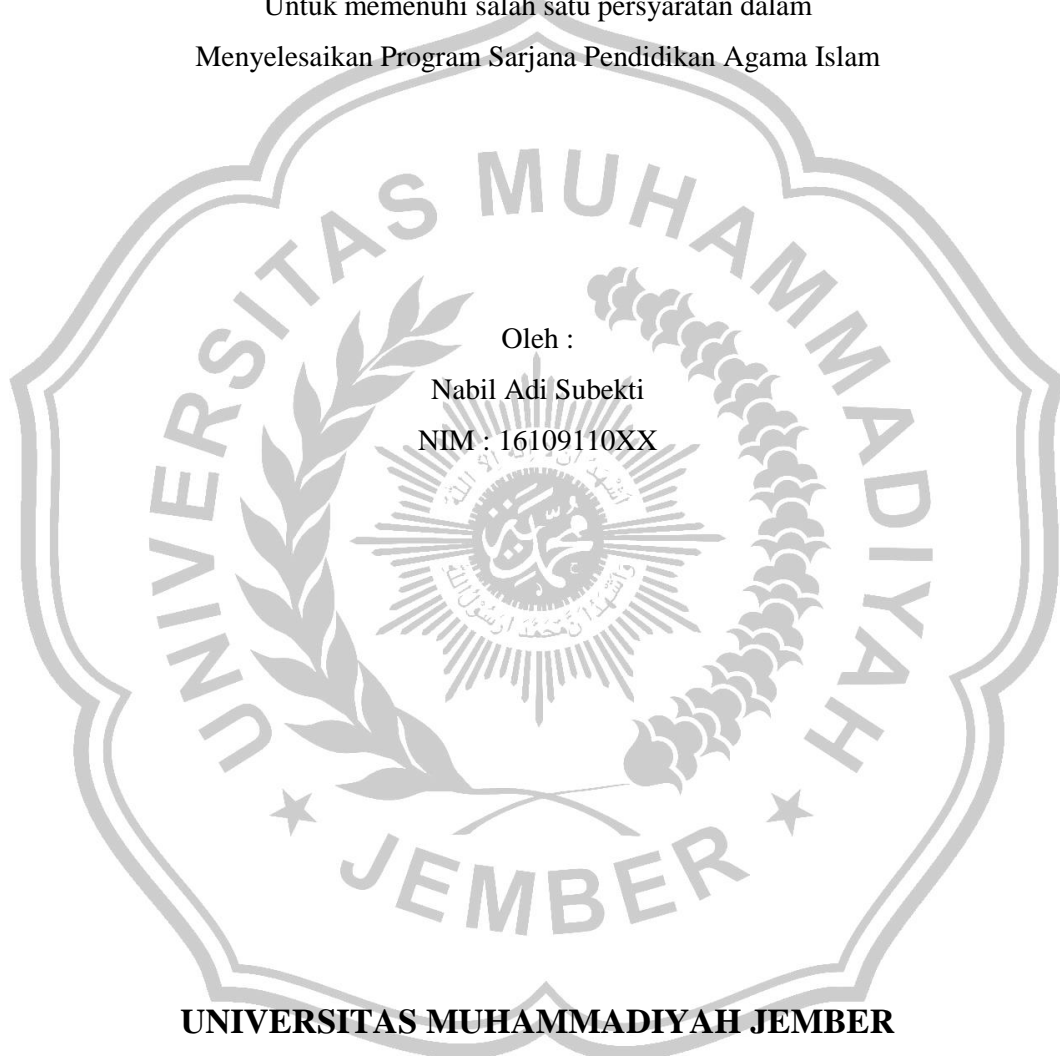 Untuk memenuhi salah satu persyaratan dalam
Menyelesaikan Program Sarjana Pendidikan Agama Islam
UNIVERSITAS MUHAMMADIYAH
Oleh :
Nabil Adi Subekti
NIM : 16109110XX
JEMBER
UNIVERSITAS MUHAMMADIYAH JEMBER